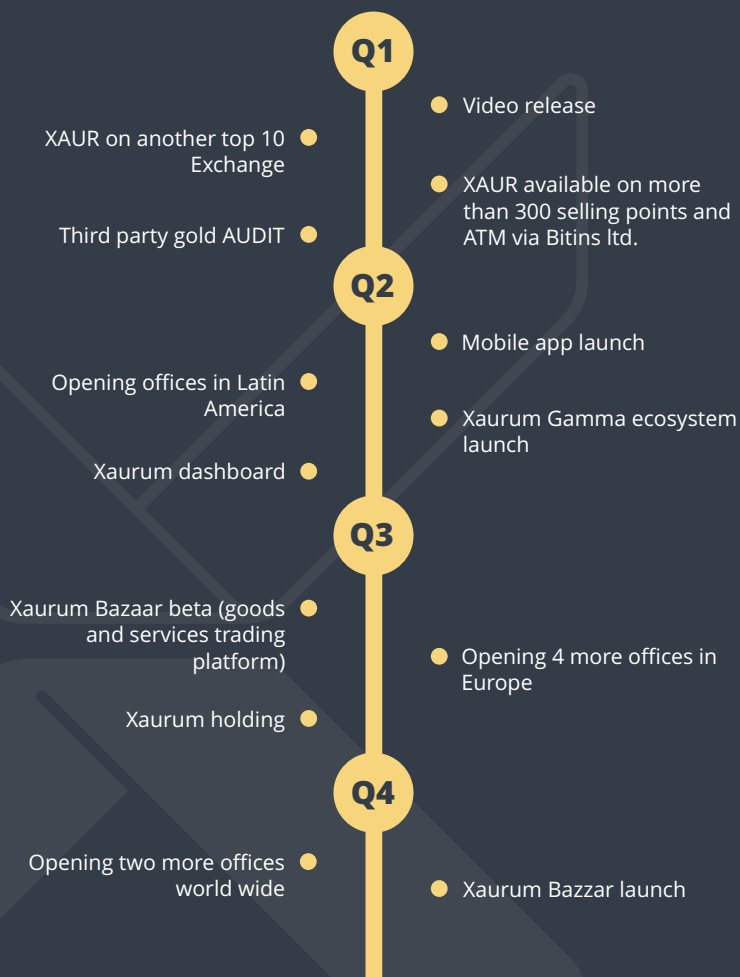 Q1
Video release
XAUR on another top 10
Exchange
XAUR available on more
than 300 selling points and
ATM via Bitins ltd.
Third party gold AUDIT
Q2
Mobile app launch
Opening offices in Latin
America
Xaurum Gamma ecosystem
launch
Xaurum dashboard
Q3
Xaurum Bazaar beta (goods
and services trading
platform)
Opening 4 more offices in
Europe
Xaurum holding
Q4
Opening two more offices
world wide
Xaurum Bazzar launch